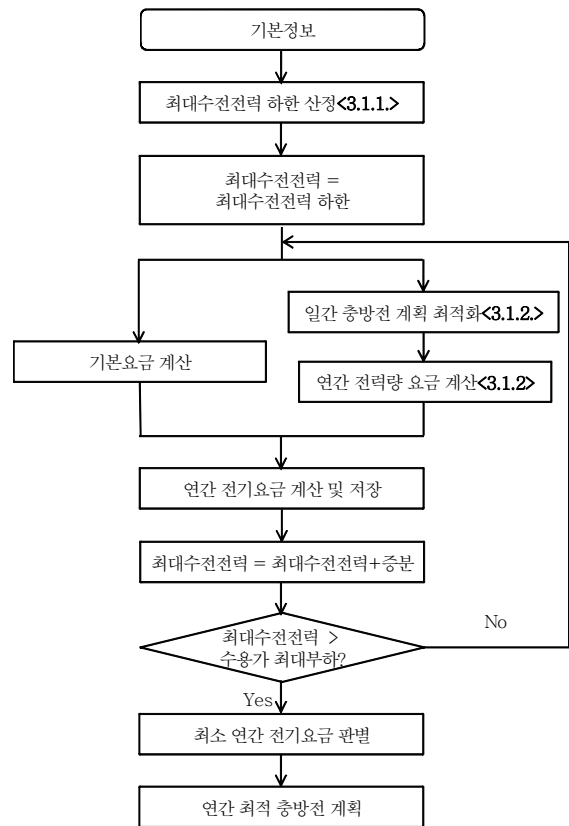 기본정보
최대수전전력 하한 산정<3.1.1.>
최대수전전력 =
최대수전전력 하한
일간 충방전 계획 최적화<3.1.2.>
기본요금 계산
연간 전력량 요금 계산<3.1.2>
연간 전기요금 계산 및 저장
최대수전전력 = 최대수전전력+증분
최대수전전력 >
수용가 최대부하?
No
Yes
최소 연간 전기요금 판별
연간 최적 충방전 계획